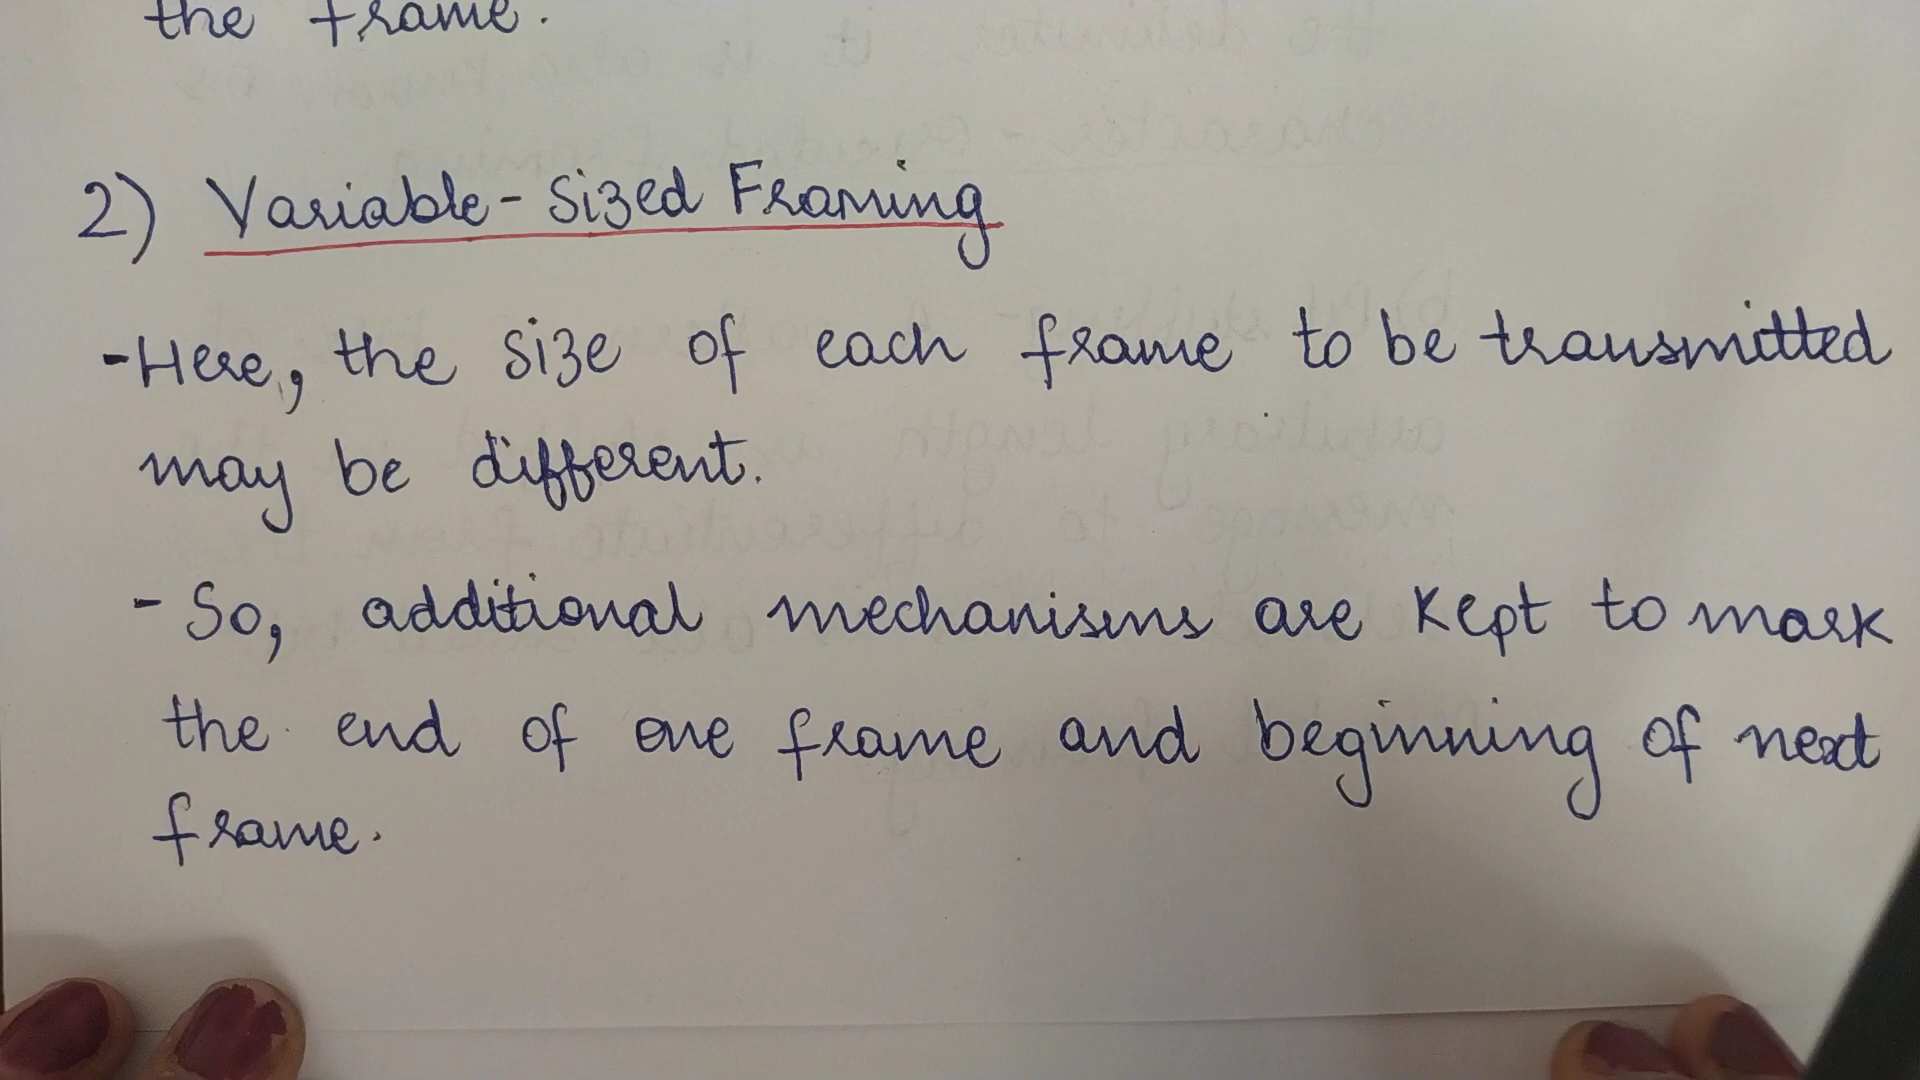 the frame.
2) Variable-Sized Framing
-Here, the size of each frame to be transmitted
may be different.
- So, additional mechanisms are kept to mark
the end of one frame and beginning of next
frame.